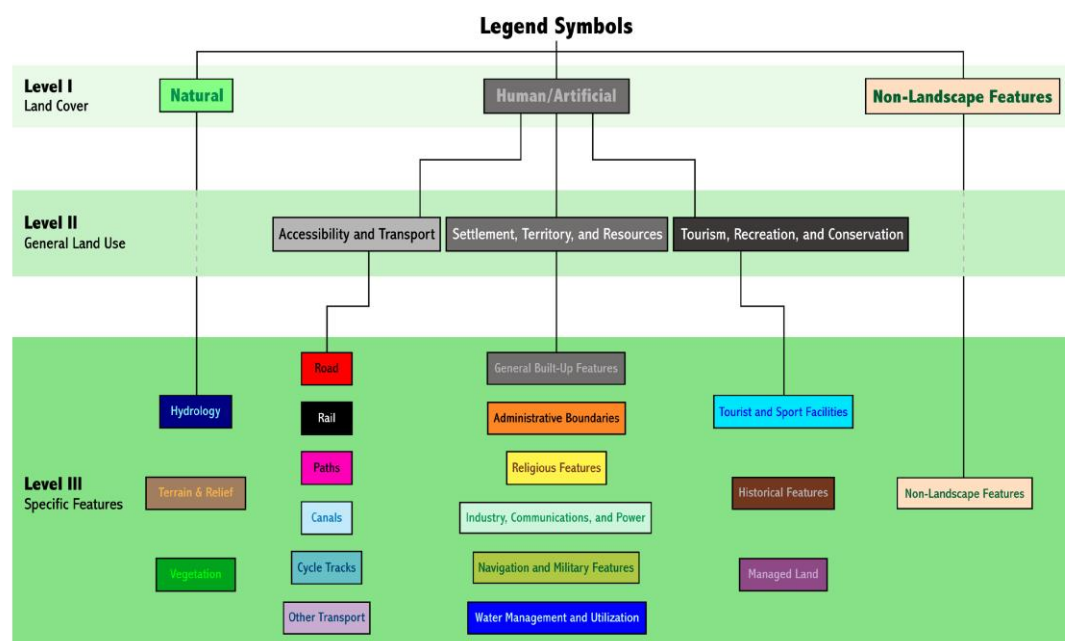 Legend Symbols
Level I
Land Cover
Natural
Human/Artificial
Non-Landscape Features
Level II
General Land Use
Accessibility and Transport
Settlement, Territory, and Resources
Tourism, Recreation, and Conservation
Level III
Specific Features
Hydrology
Terrain & Relief
Vegetation
Road
Rail
Paths
Canals
Cycle Tracks
Other Transport
General Built-Up Features
Administrative Boundaries
Religious Features
Industry, Communications, and Power
Navigation and Military Features
Water Management and Utilization
Tourist and Sport Facilities
Historical Features
Managed Land
Non-Landscape Features